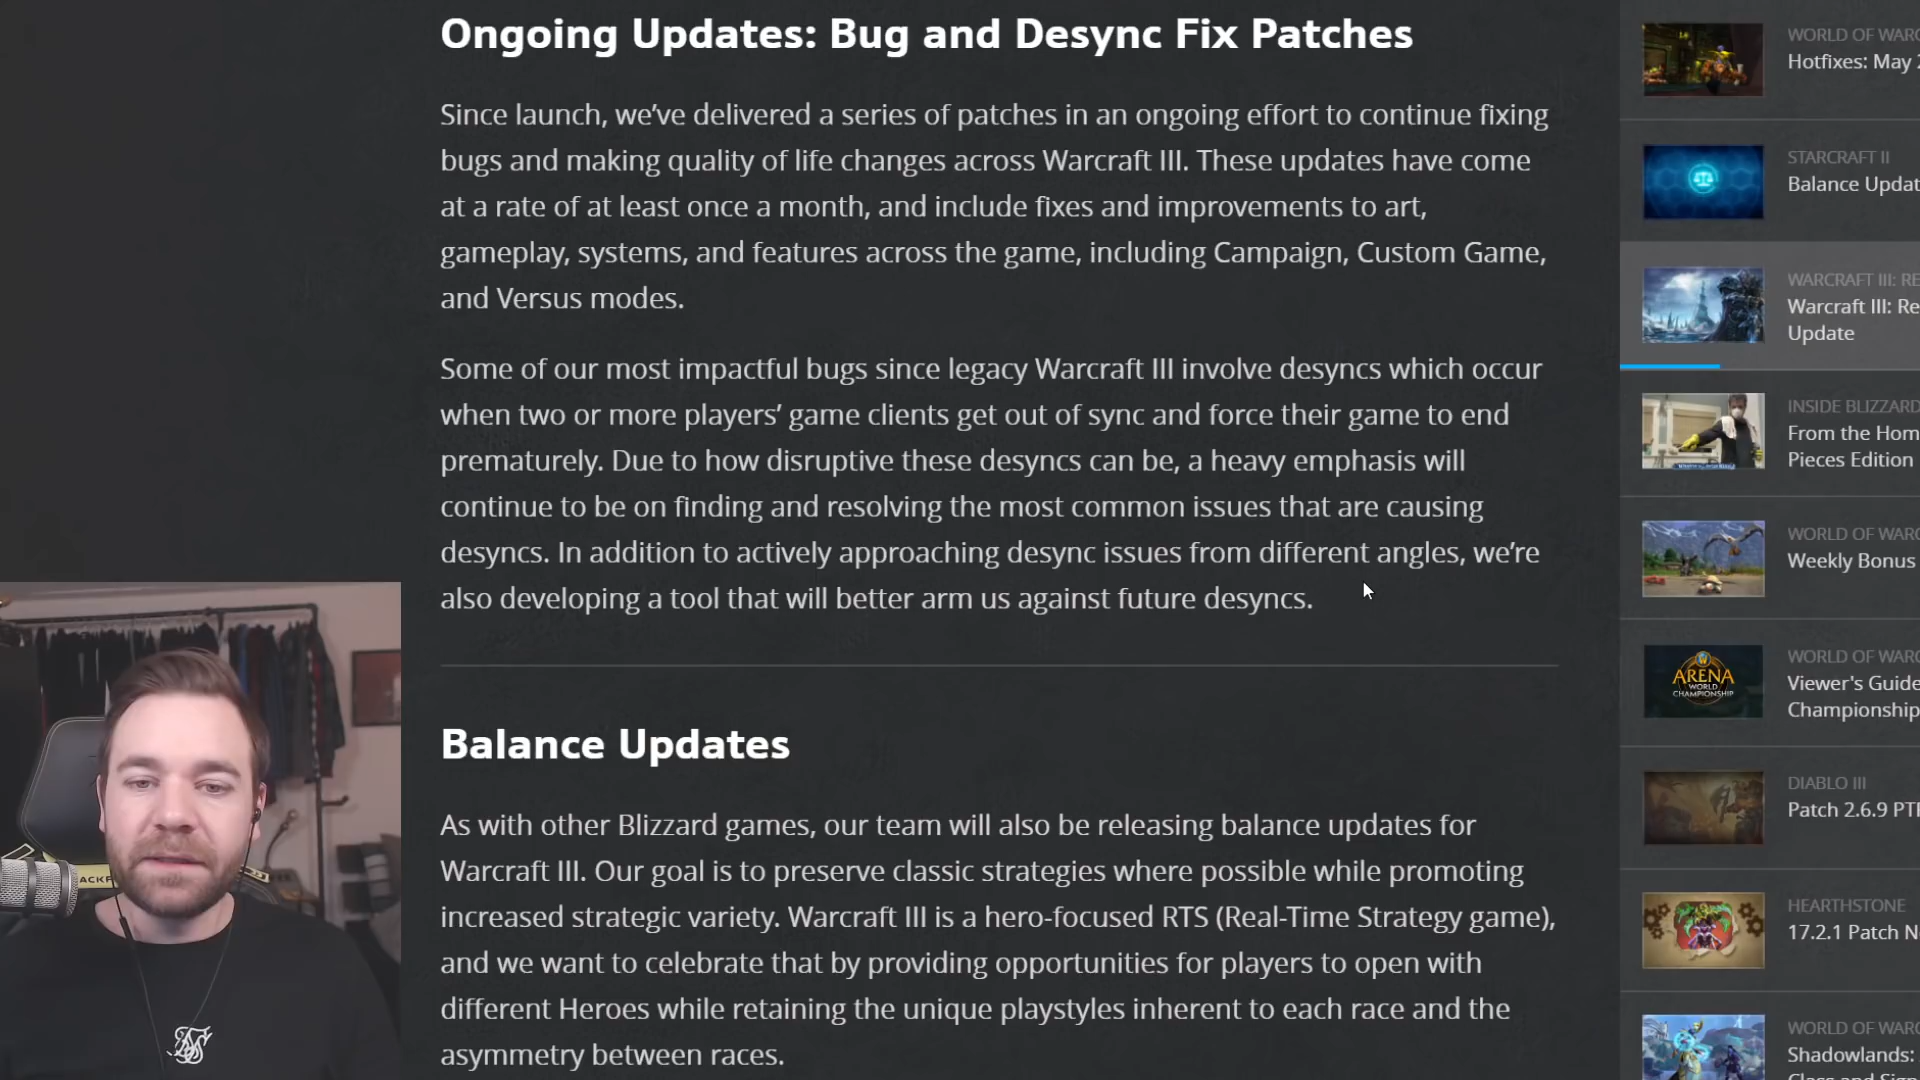 Ongoing Updates: Bug and Desync Fix Patches
Since launch, we’ve delivered a series of patches in an ongoing effort to continue fixing
bugs and making quality of life changes across Warcraft III. These updates have come
at a rate of at least once a month, and include fixes and improvements to art,
gameplay, systems, and features across the game, including Campaign, Custom Game,
and Versus modes.
Some of our most impactful bugs since legacy Warcraft III involve desyncs which occur
when two or more players’ game clients get out of sync and force their game to end
prematurely. Due to how disruptive these desyncs can be, a heavy emphasis will
continue to be on finding and resolving the most common issues that are causing
desyncs. In addition to actively approaching desync issues from different angles, we’re
also developing a tool that will better arm us against future desyncs.
Balance Updates
As with other Blizzard games, our team will also be releasing balance updates for
Warcraft III. Our goal is to preserve classic strategies where possible while promoting
increased strategic variety. Warcraft III is a hero-focused RTS (Real-Time Strategy game),
and we want to celebrate that by providing opportunities for players to open with
different Heroes while retaining the unique playstyles inherent to each race and the
asymmetry between races.
WORLD OF WARC
Hotfixes: May 2
STARCRAFT II
Balance Updat
WARCRAFT III: RE
Warcraft III: Re
Update
INSIDE BLIZZARD
From the Hom
Pieces Edition
WORLD OF WARC
Weekly Bonus
ARENA
WORLD
CHAMPIONSHIP
WORLD OF WARC
Viewer's Guide
Championship
DIABLO III
Patch 2.6.9 PT
HEARTHSTONE
17.2.1 Patch N
WORLD OF WARC
Shadowlands:
ACKF